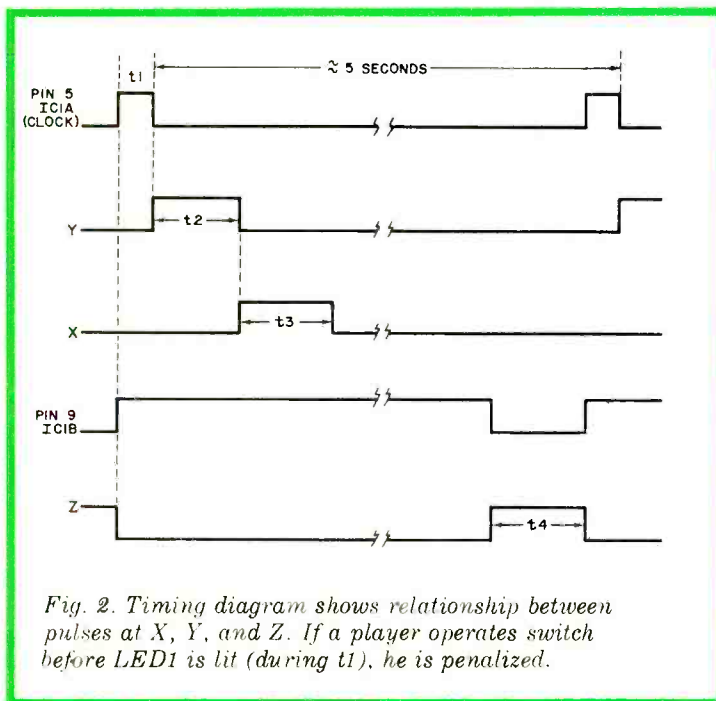 t1
≈ 5 SECONDS
PIN 5
IC1A
(CLOCK)
Y
t2
X
t3
PIN 9
IC1B
Z
t4
Fig. 2. Timing diagram shows relationship between
pulses at X, Y, and Z. If a player operates switch
before LED1 is lit (during t1), he is penalized.